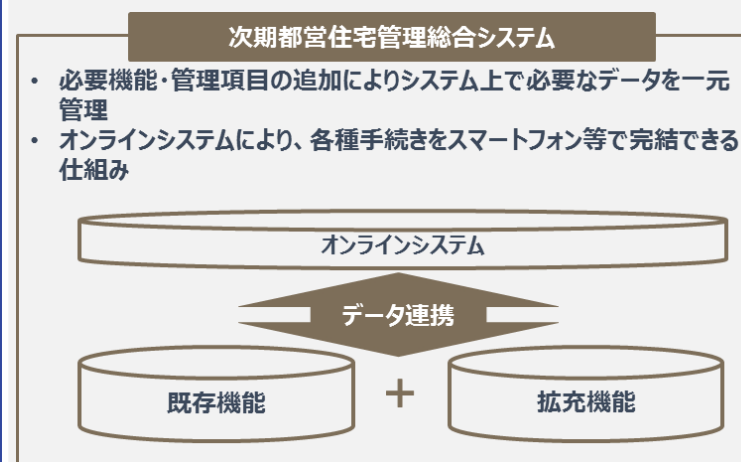 次期都営住宅管理総合システム
• 必要機能・管理項目の追加によりシステム上で必要なデータを一元
管理
• オンラインシステムにより、各種手続きをスマートフォン等で完結できる
仕組み
オンラインシステム
データ連携
既存機能 + 拡充機能